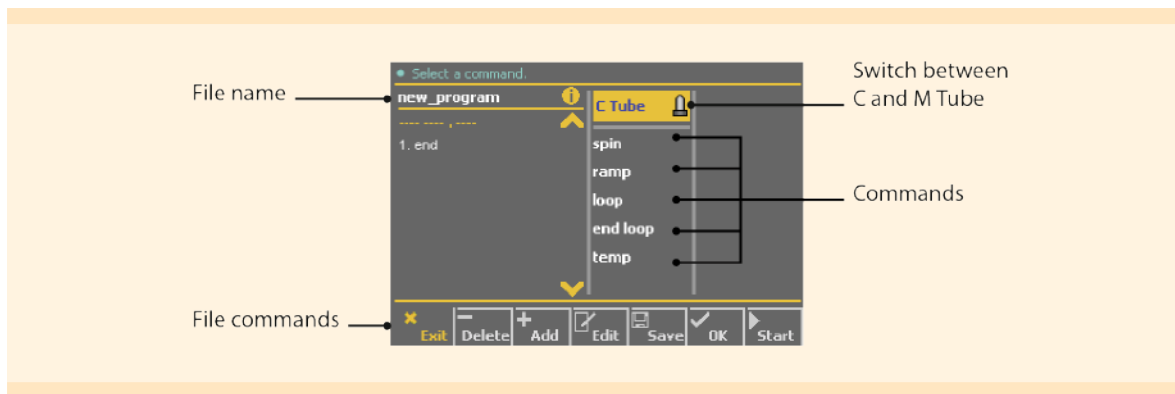 File name
Select a command.
new_program
---- ---- , ----
1. end
C Tube
spin
ramp
loop
end loop
temp
Switch between
C and M Tube
Commands
File commands
Exit Delete Add Edit Save OK Start